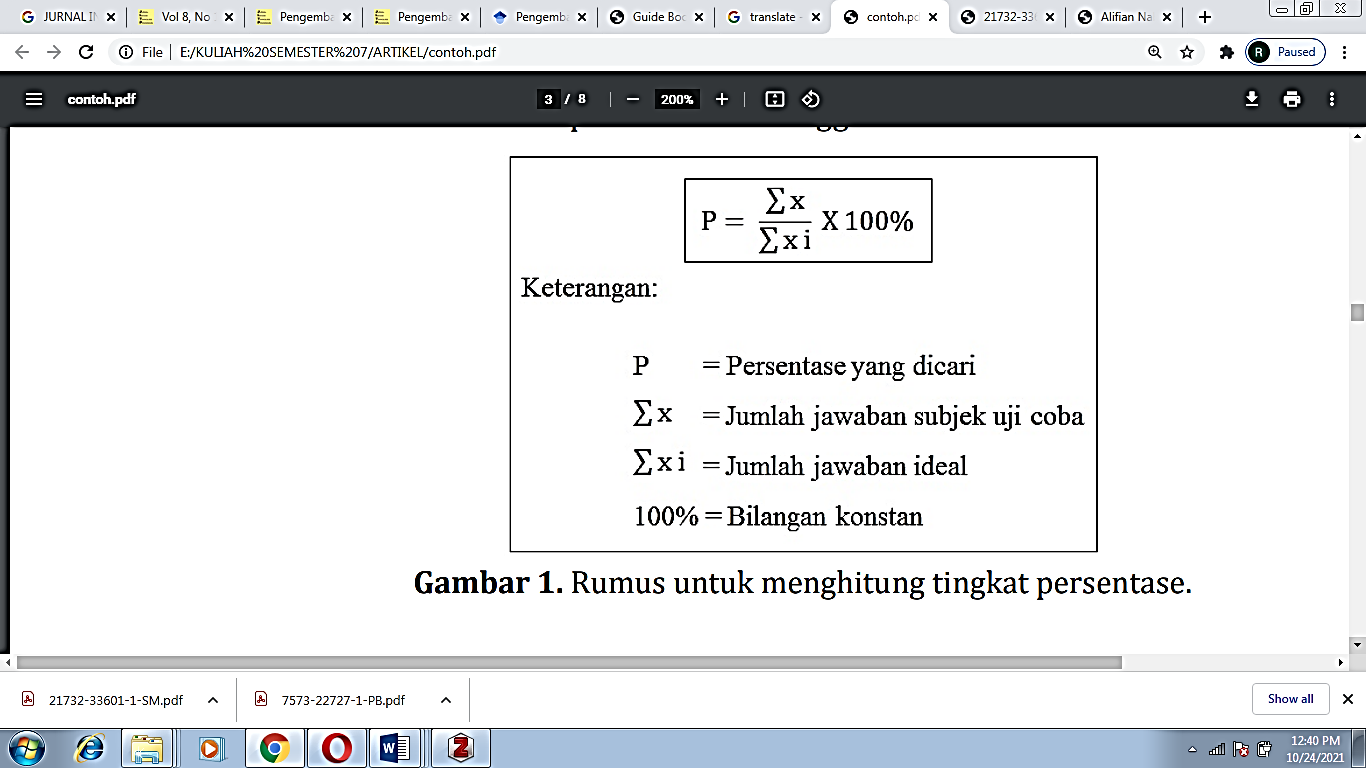 JURNAL IN
Vol 8, No
Pengemba
Pengemba
Pengemba
Guide Boo
translate -
contoh.pd
21732-33
Alifian Na
File | E:/KULIAH%20SEMESTER%207/ARTIKEL/contoh.pdf
R Paused
contoh.pdf
3 / 8
200%
P = ∑x / ∑x i X 100%
Keterangan:
P = Persentase yang dicari
∑x = Jumlah jawaban subjek uji coba
∑x i = Jumlah jawaban ideal
100% = Bilangan konstan
Gambar 1. Rumus untuk menghitung tingkat persentase.
21732-33601-1-SM.pdf
7573-22727-1-PB.pdf
Show all
12:40 PM
10/24/2021